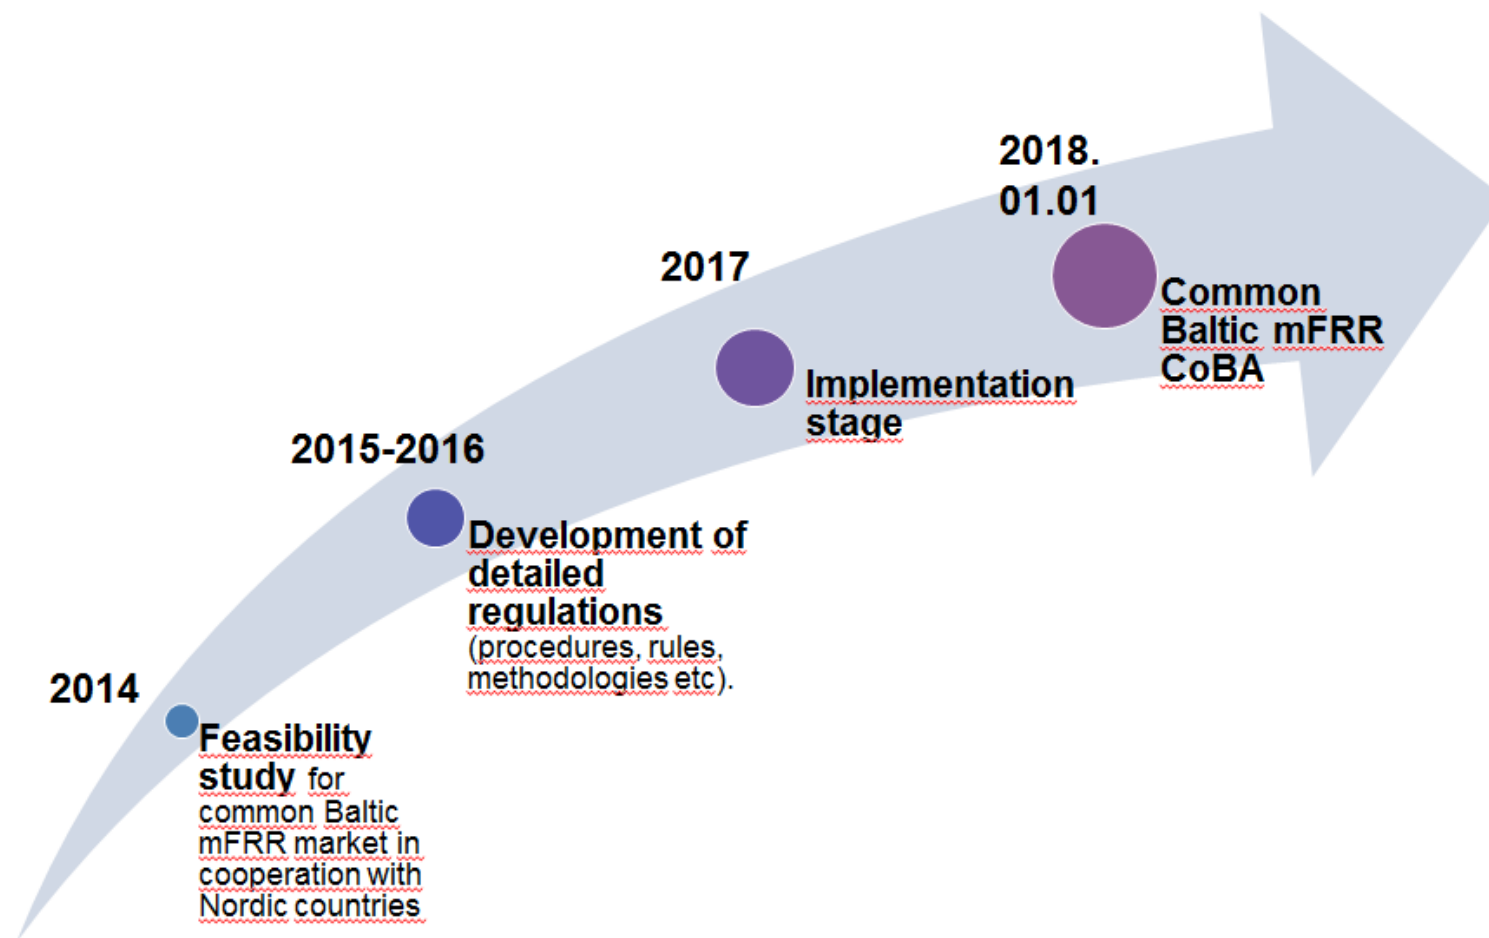 2014
Feasibility
study for
common Baltic
mFRR market in
cooperation with
Nordic countries
2015-2016
Development of
detailed
regulations
(procedures, rules,
methodologies etc).
2017
Implementation
stage
2018.
01.01
Common
Baltic mFRR
CoBA